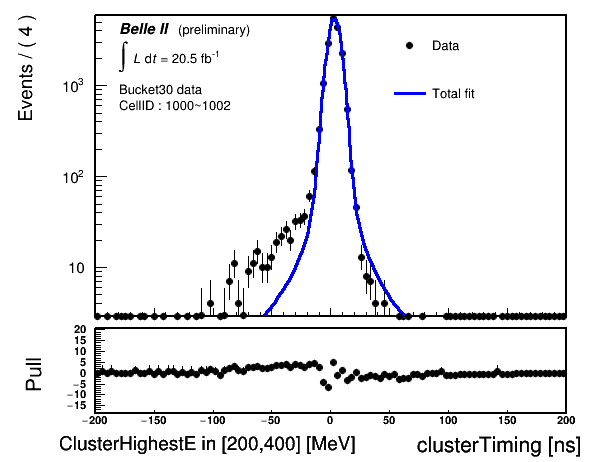 Events / ( 4 )
Belle II (preliminary)
∫ L dt = 20.5 fb⁻¹
Bucket30 data
CellID : 1000~1002
Data
Total fit
10³
10²
10
Pull
20
15
10
5
0
−5
−10
−15
−200 −150 −100 −50 0 50 100 150 200
ClusterHighestE in [200,400] [MeV] clusterTiming [ns]